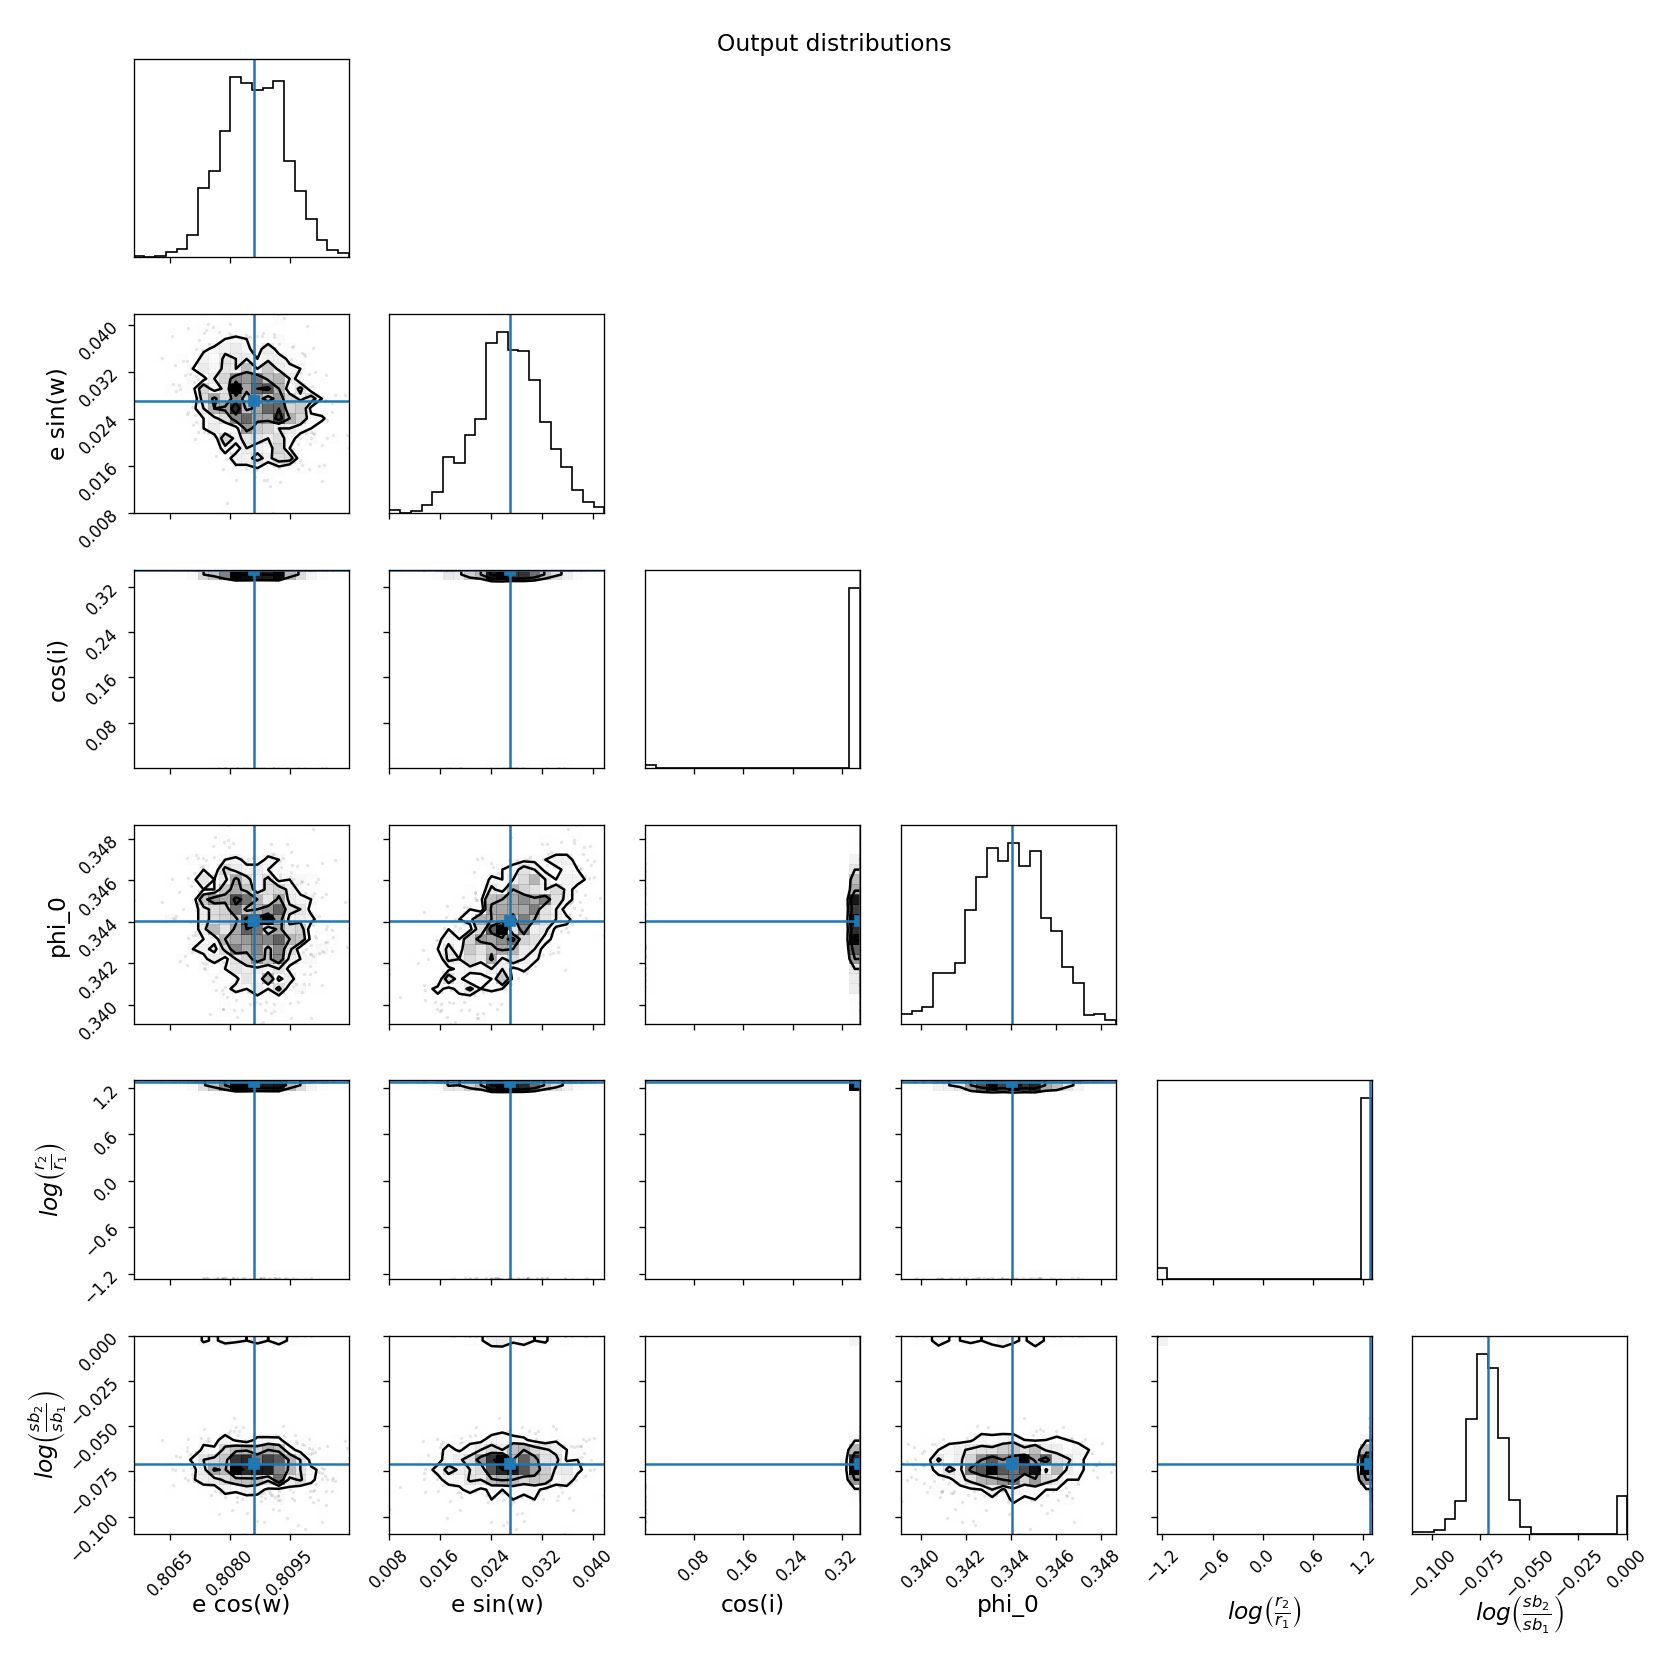 Output distributions
e sin(w)
0.040
0.032
0.024
0.016
0.008
cos(i)
0.32
0.24
0.16
0.08
phi_0
0.348
0.346
0.344
0.342
0.340
log(r2/r1)
1.2
0.6
0.0
−0.6
−1.2
log(sb2/sb1)
0.000
−0.025
−0.050
−0.075
−0.100
0.8065 0.8080 0.8095
0.008 0.016 0.024 0.032 0.040
0.08 0.16 0.24 0.32
0.340 0.342 0.344 0.346 0.348
−1.2 −0.6 0.0 0.6 1.2
−0.100 −0.075 −0.050 −0.025 0.000
e cos(w) e sin(w) cos(i) phi_0 log(r2/r1) log(sb2/sb1)